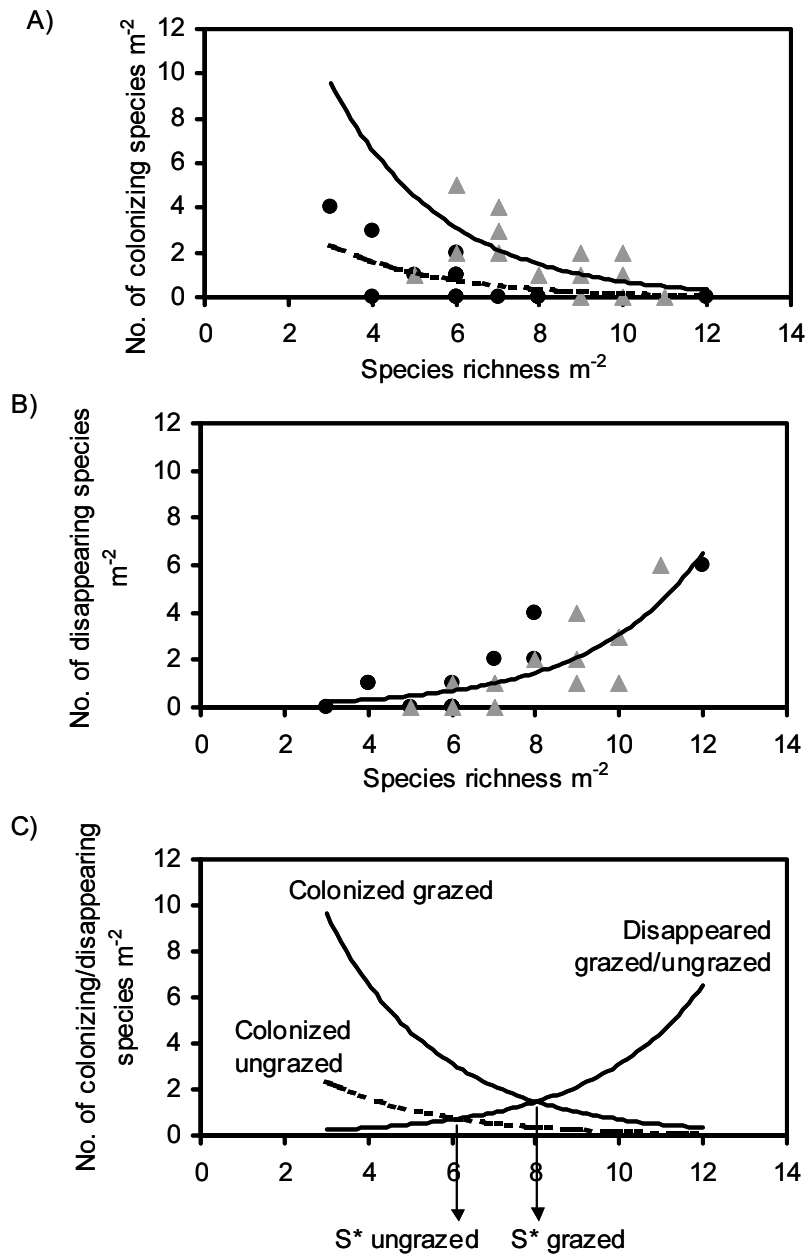 A)
No. of colonizing species m-2
12
10
8
6
4
2
0
0 2 4 6 8 10 12 14
Species richness m-2
B)
No. of disappearing species
m-2
12
10
8
6
4
2
0
0 2 4 6 8 10 12 14
Species richness m-2
C)
No. of colonizing/disappearing
species m-2
12
10
8
6
4
2
0
Colonized grazed
Disappeared
grazed/ungrazed
Colonized
ungrazed
0 2 4 6 8 10 12 14
S* ungrazed S* grazed